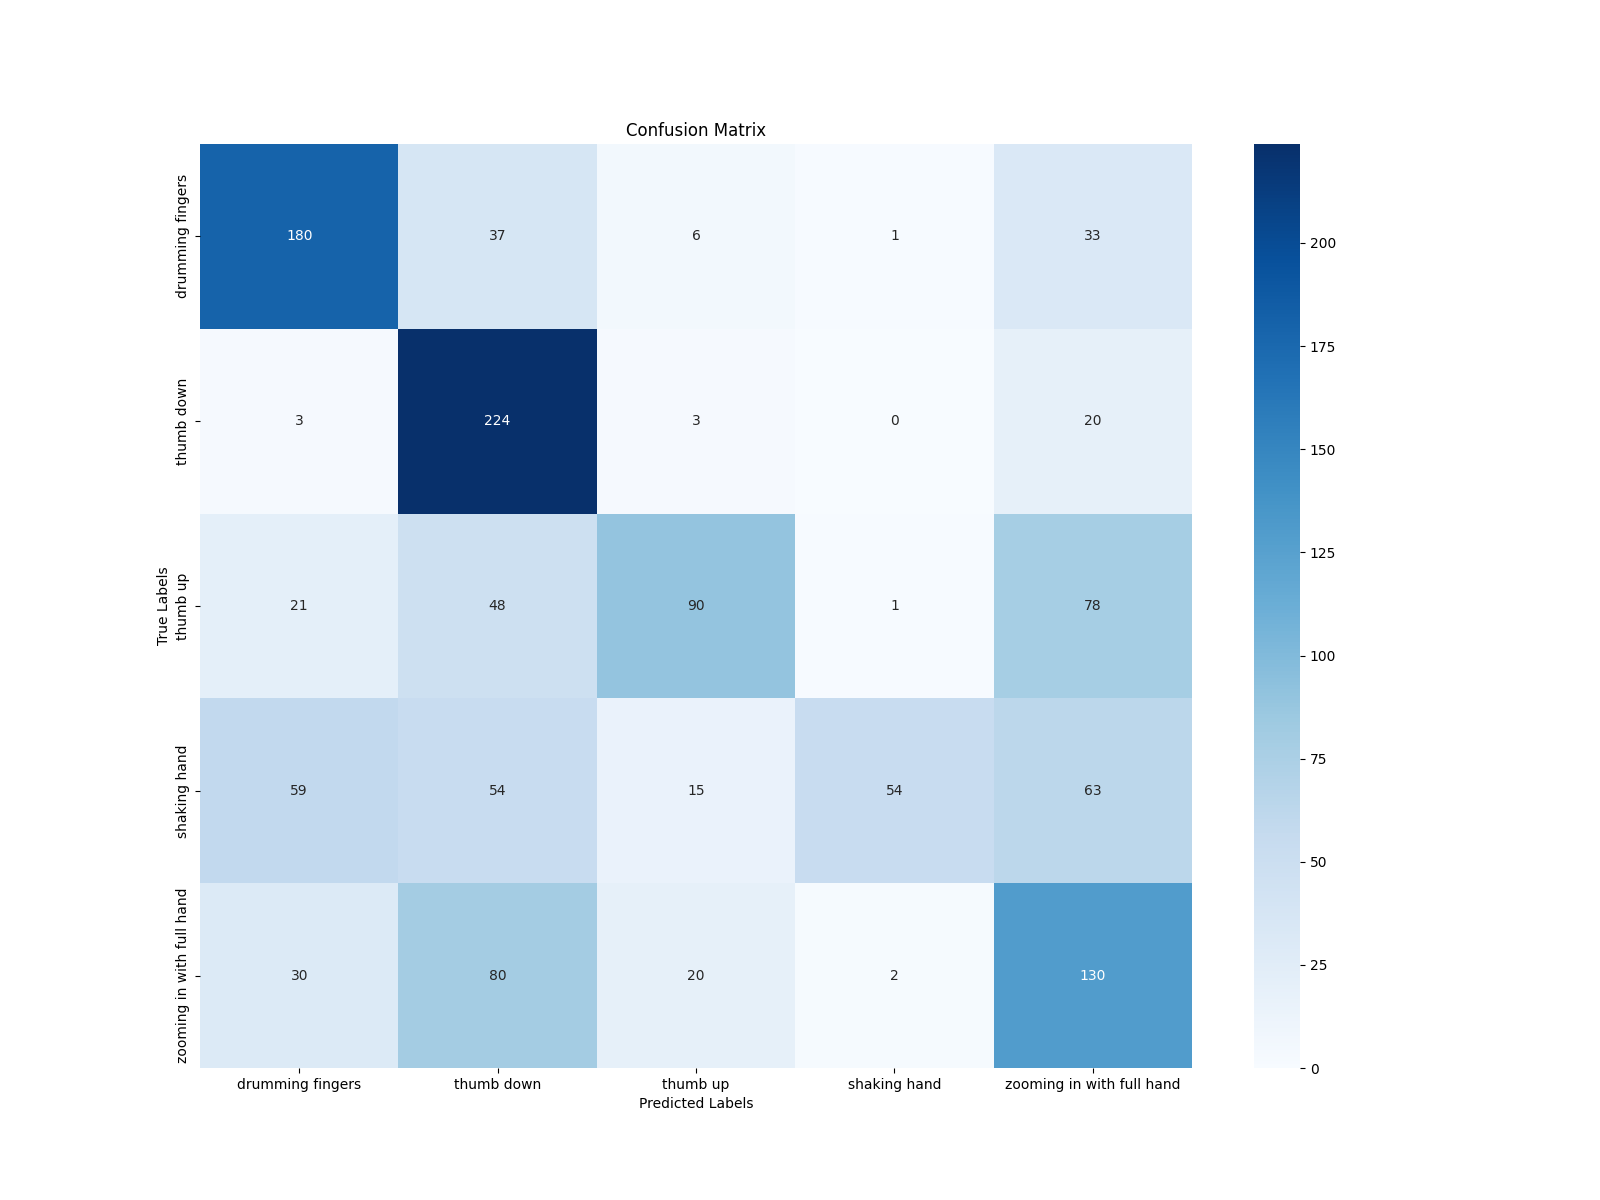 Confusion Matrix
drumming fingers
180 37 6 1 33
thumb down
3 224 3 0 20
True Labels
thumb up
21 48 90 1 78
shaking hand
59 54 15 54 63
zooming in with full hand
30 80 20 2 130
drumming fingers thumb down thumb up shaking hand zooming in with full hand
Predicted Labels
200
175
150
125
100
75
50
25
0